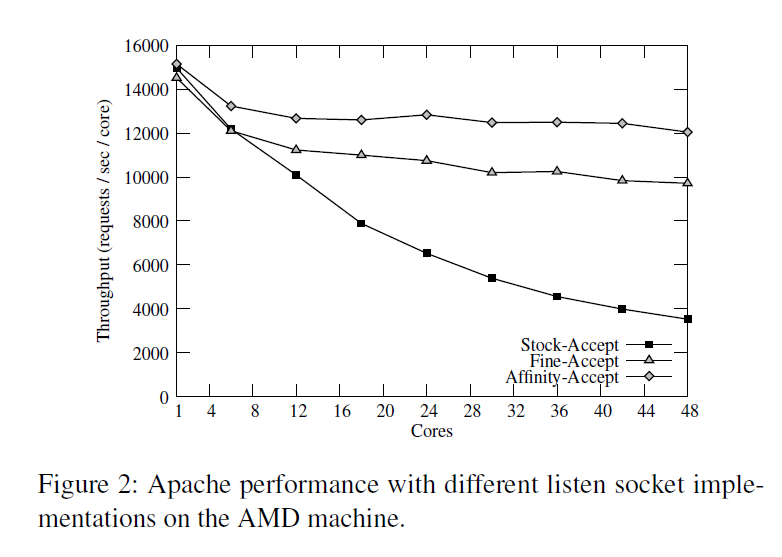 16000
14000
12000
10000
8000
6000
4000
2000
0
Throughput (requests / sec / core)
Stock-Accept
Fine-Accept
Affinity-Accept
1 4 8 12 16 20 24 28 32 36 40 44 48
Cores
Figure 2: Apache performance with different listen socket imple-
mentations on the AMD machine.